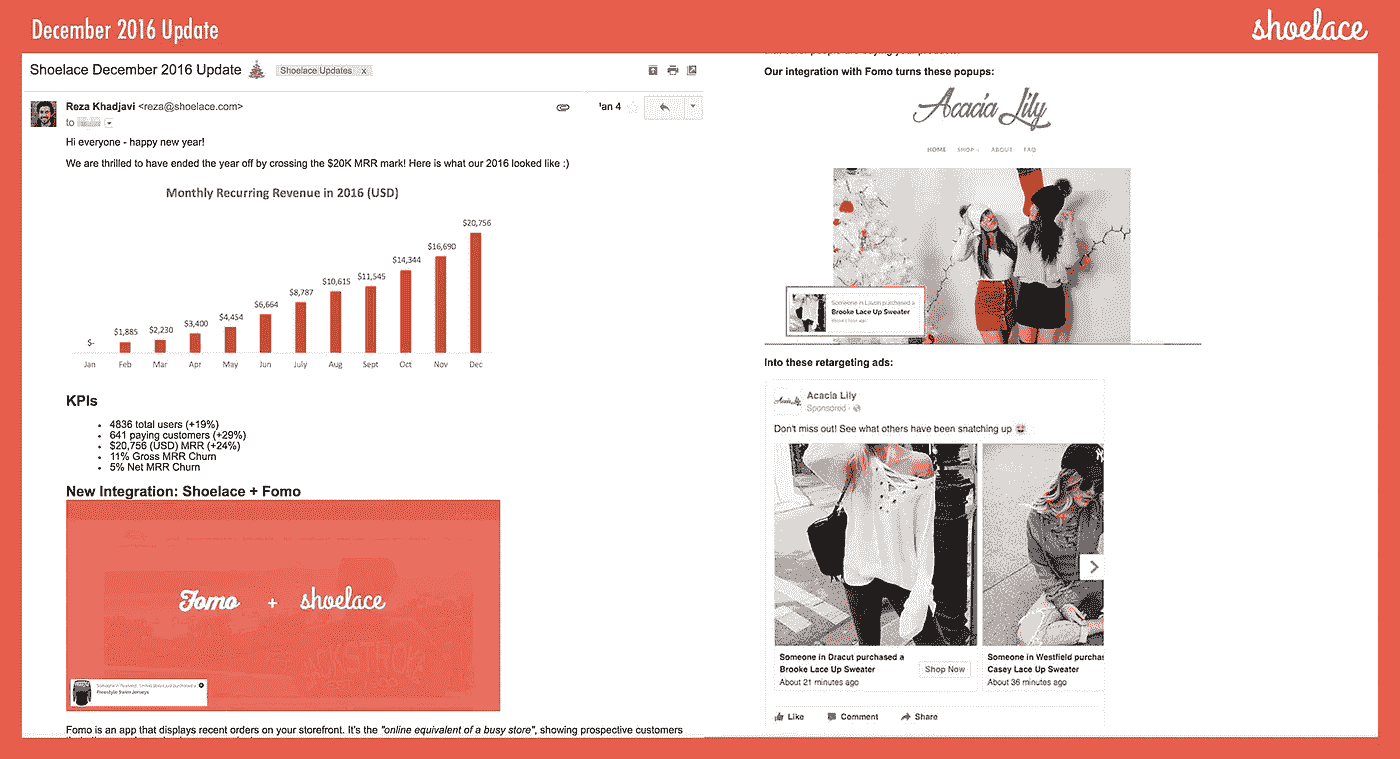 December 2016 Update
shoelace
Shoelace December 2016 Update
Shoelace Updates x
Reza Khadjavi <reza@shoelace.com>
Jan 4
to
Hi everyone - happy new year!
We are thrilled to have ended the year off by crossing the $20K MRR mark! Here is what our 2016 looked like :)
Monthly Recurring Revenue in 2016 (USD)
$- $1,885 $2,230 $3,400 $4,454 $6,664 $8,787 $10,615 $11,545 $14,344 $16,690 $20,756
Jan Feb Mar Apr May Jun July Aug Sept Oct Nov Dec
KPIs
4836 total users (+19%)
641 paying customers (+29%)
$20,756 (USD) MRR (+24%)
11% Gross MRR Churn
5% Net MRR Churn
New Integration: Shoelace + Fomo
Fomo + shoelace
Freestyle Swim Jerseys
Fomo is an app that displays recent orders on your storefront. It's the "online equivalent of a busy store", showing prospective customers
Our integration with Fomo turns these popups:
Acacia Lily
HOME SHOP ABOUT FAQ
Someone in Lavon purchased a
Brooke Lace Up Sweater
Into these retargeting ads:
Acacia Lily
Acacia Lily
Sponsored ·
Don't miss out! See what others have been snatching up 😍
Someone in Dracut purchased a
Brooke Lace Up Sweater
About 21 minutes ago
Shop Now
Someone in Westfield purchas
Casey Lace Up Sweater
About 36 minutes ago
Like Comment Share